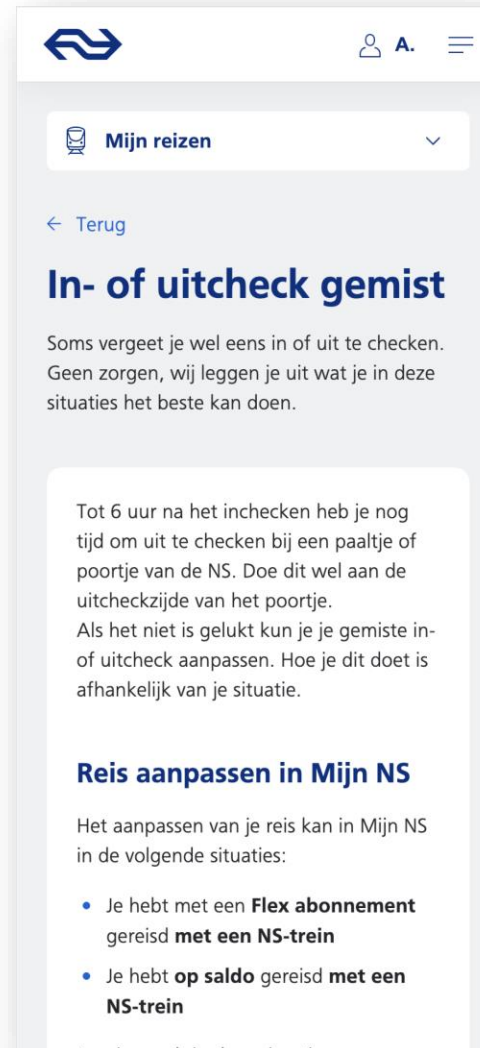 A.
Mijn reizen
← Terug
In- of uitcheck gemist
Soms vergeet je wel eens in of uit te checken.
Geen zorgen, wij leggen je uit wat je in deze
situaties het beste kan doen.
Tot 6 uur na het inchecken heb je nog
tijd om uit te checken bij een paaltje of
poortje van de NS. Doe dit wel aan de
uitcheckzijde van het poortje.
Als het niet is gelukt kun je je gemiste in-
of uitcheck aanpassen. Hoe je dit doet is
afhankelijk van je situatie.
Reis aanpassen in Mijn NS
Het aanpassen van je reis kan in Mijn NS
in de volgende situaties:
• Je hebt met een Flex abonnement
gereisd met een NS-trein
• Je hebt op saldo gereisd met een
NS-trein